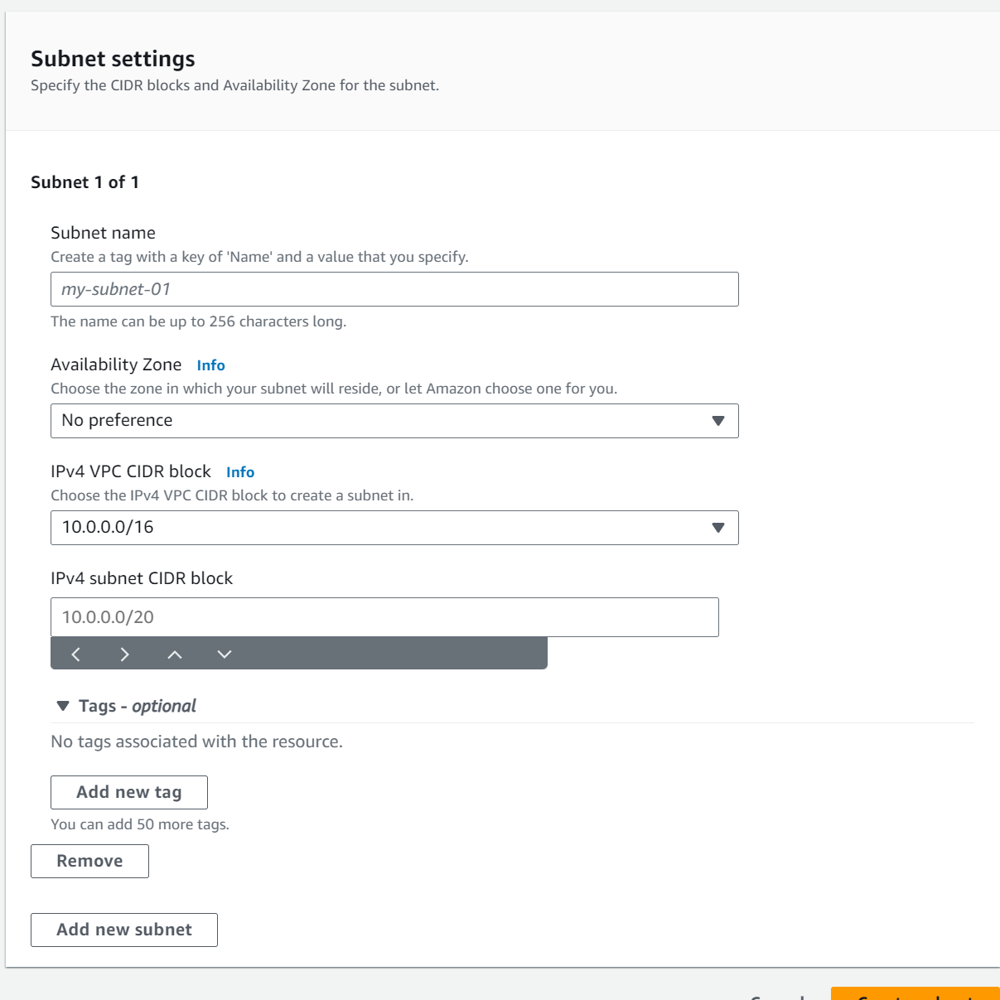 Subnet settings
Specify the CIDR blocks and Availability Zone for the subnet.
Subnet 1 of 1
Subnet name
Create a tag with a key of 'Name' and a value that you specify.
my-subnet-01
The name can be up to 256 characters long.
Availability Zone Info
Choose the zone in which your subnet will reside, or let Amazon choose one for you.
No preference
IPv4 VPC CIDR block Info
Choose the IPv4 VPC CIDR block to create a subnet in.
10.0.0.0/16
IPv4 subnet CIDR block
10.0.0.0/20
Tags - optional
No tags associated with the resource.
Add new tag
You can add 50 more tags.
Remove
Add new subnet